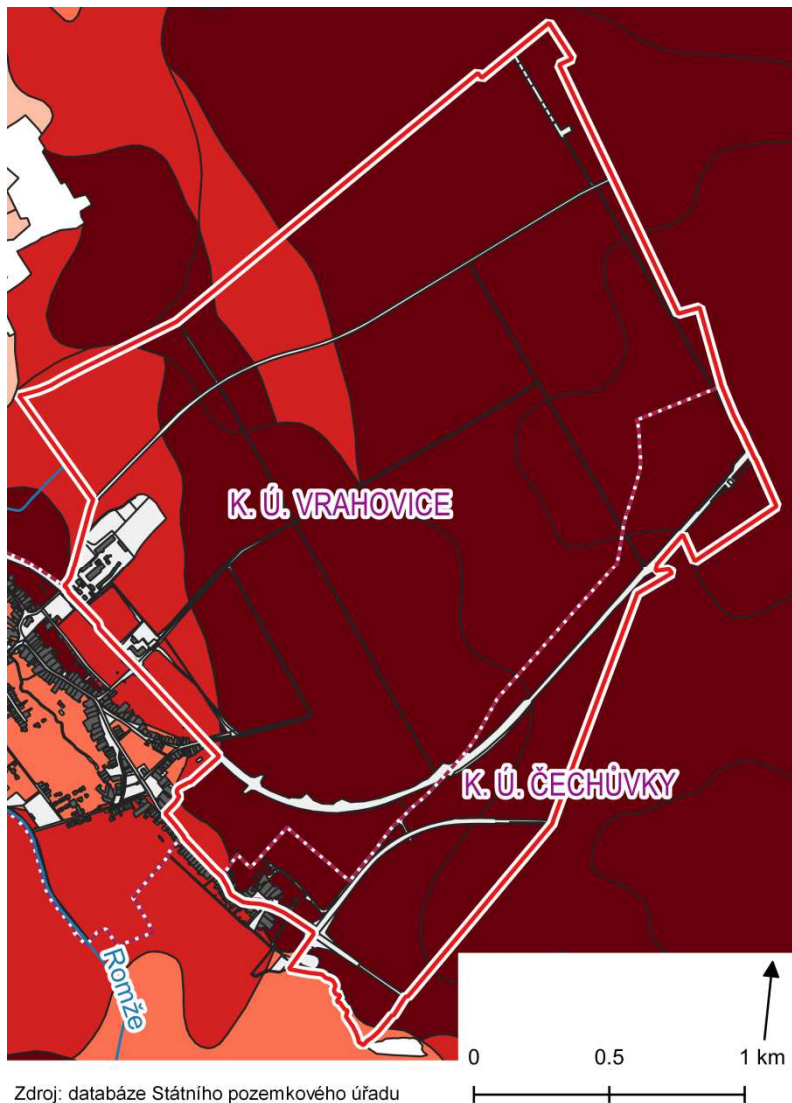 K. Ú. VRAHOVICE
K. Ú. ČECHŮVKY
Romže
0 0.5 1 km
Zdroj: databáze Státního pozemkového úřadu